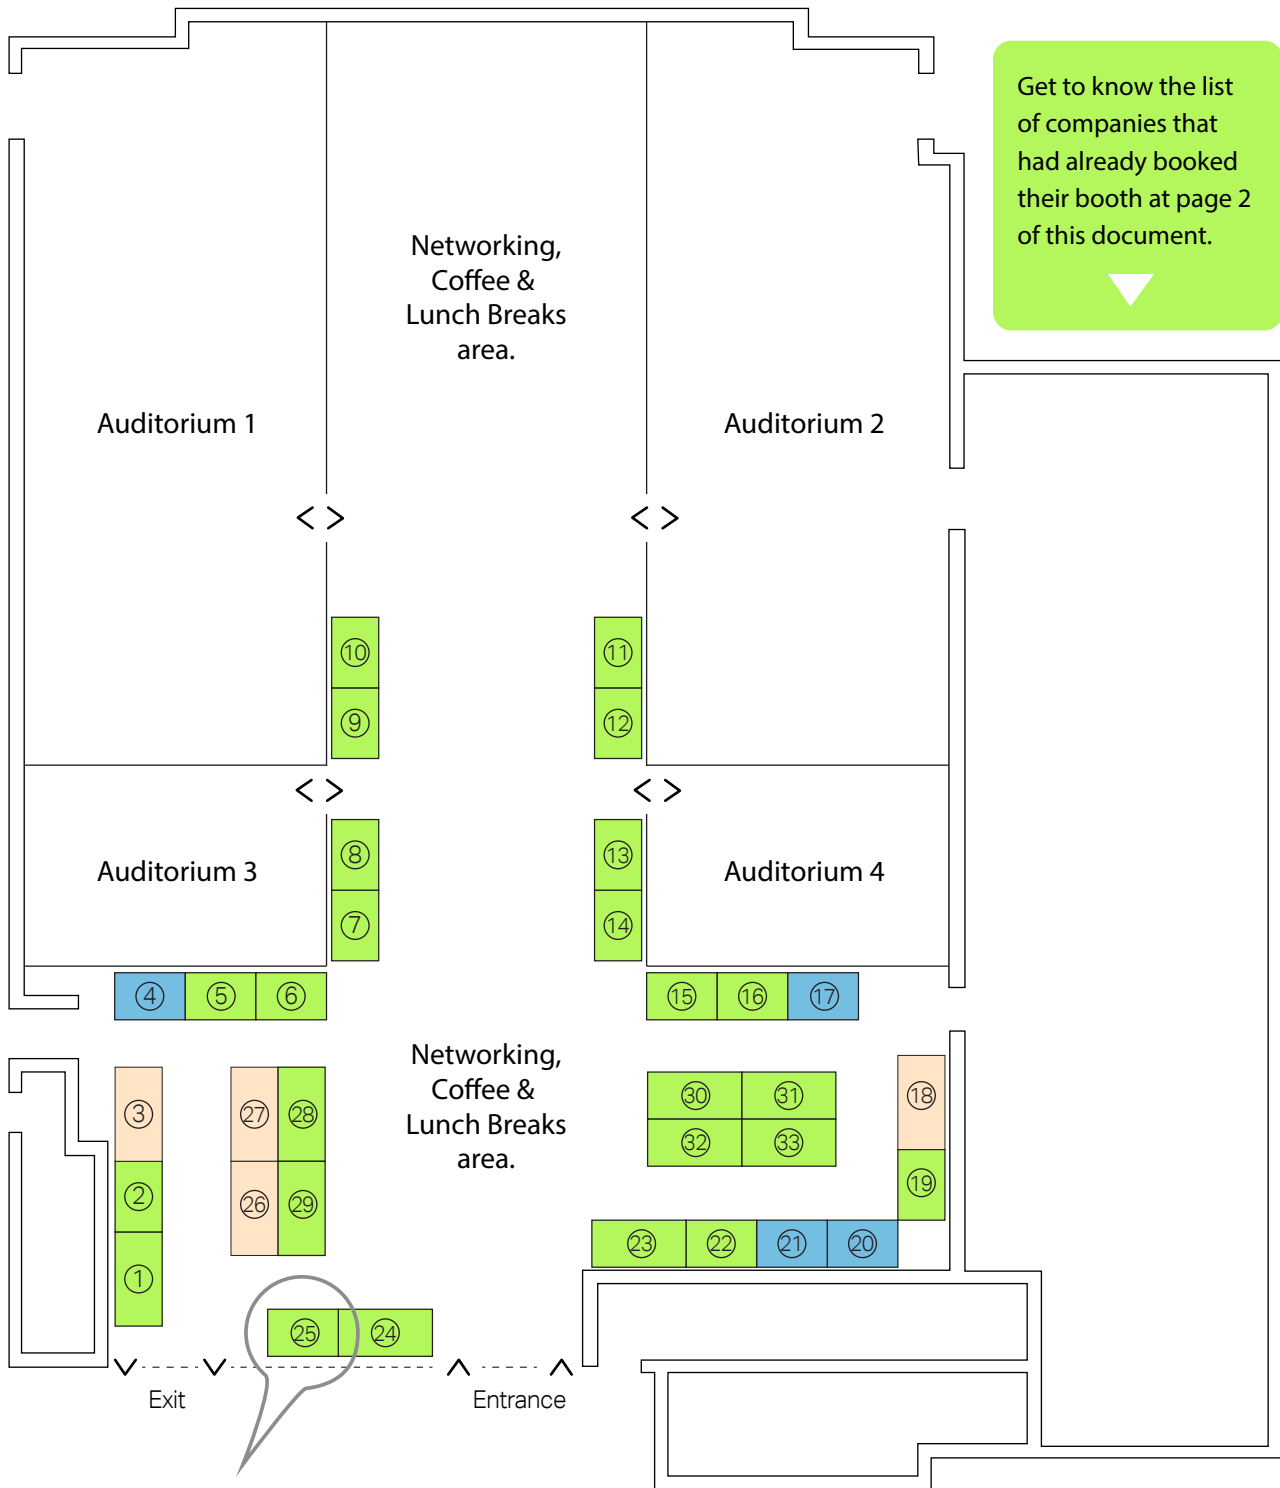 Get to know the list
of companies that
had already booked
their booth at page 2
of this document.
Networking,
Coffee &
Lunch Breaks
area.
Auditorium 1
Auditorium 2
10
11
9
12
8
13
Auditorium 3
Auditorium 4
7
14
4
5
6
15
16
17
Networking,
Coffee &
Lunch Breaks
area.
3
27
28
30
31
18
32
33
2
26
29
19
23
22
21
20
1
25
24
Exit
Entrance